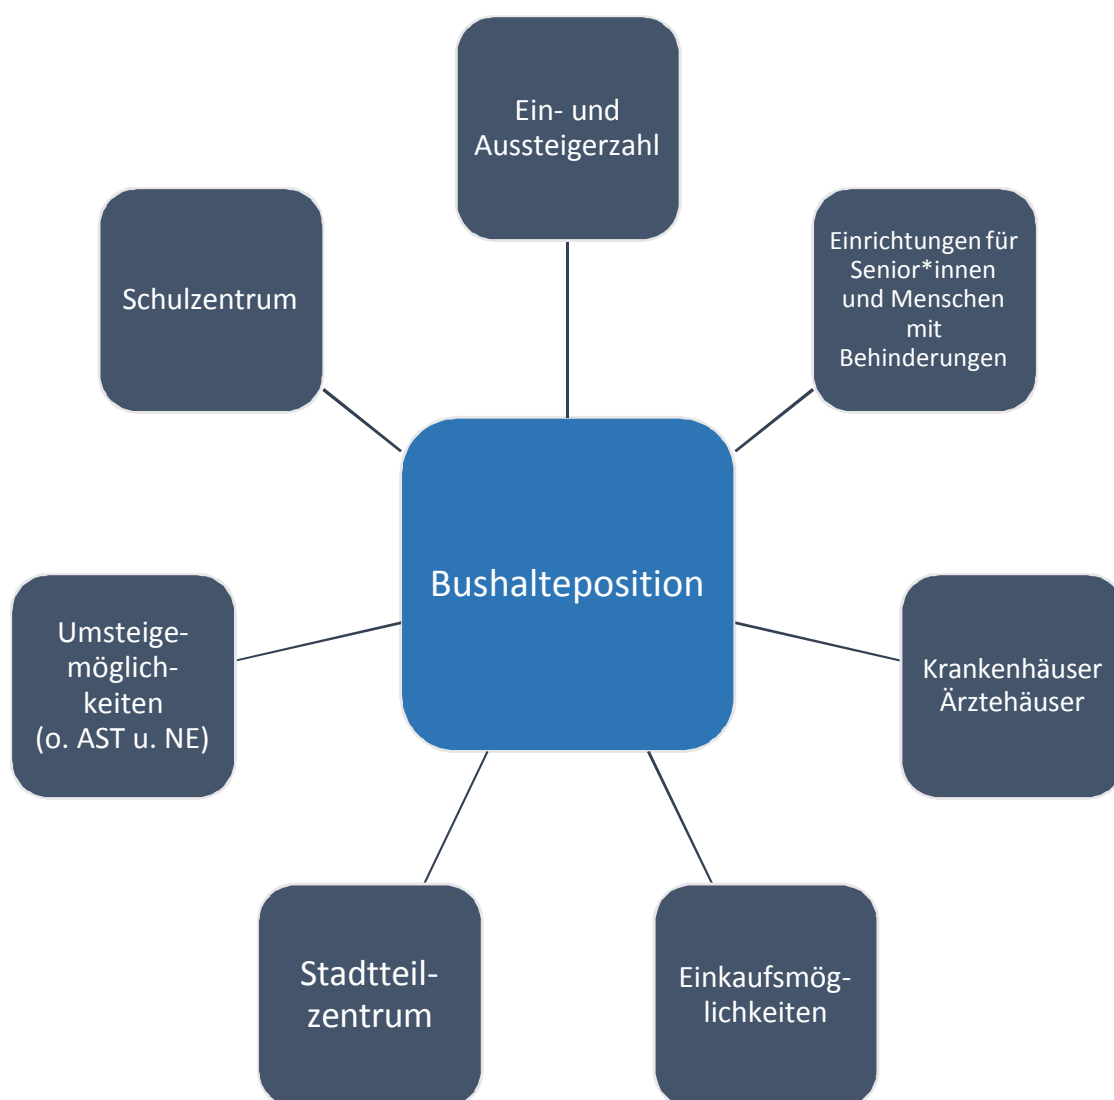 Ein- und
Aussteigerzahl
Einrichtungen für
Senior*innen
und Menschen
mit
Behinderungen
Schulzentrum
Bushalteposition
Umsteige-
möglich-
keiten
(o. AST u. NE)
Krankenhäuser
Ärztehäuser
Stadtteil-
zentrum
Einkaufsmög-
lichkeiten